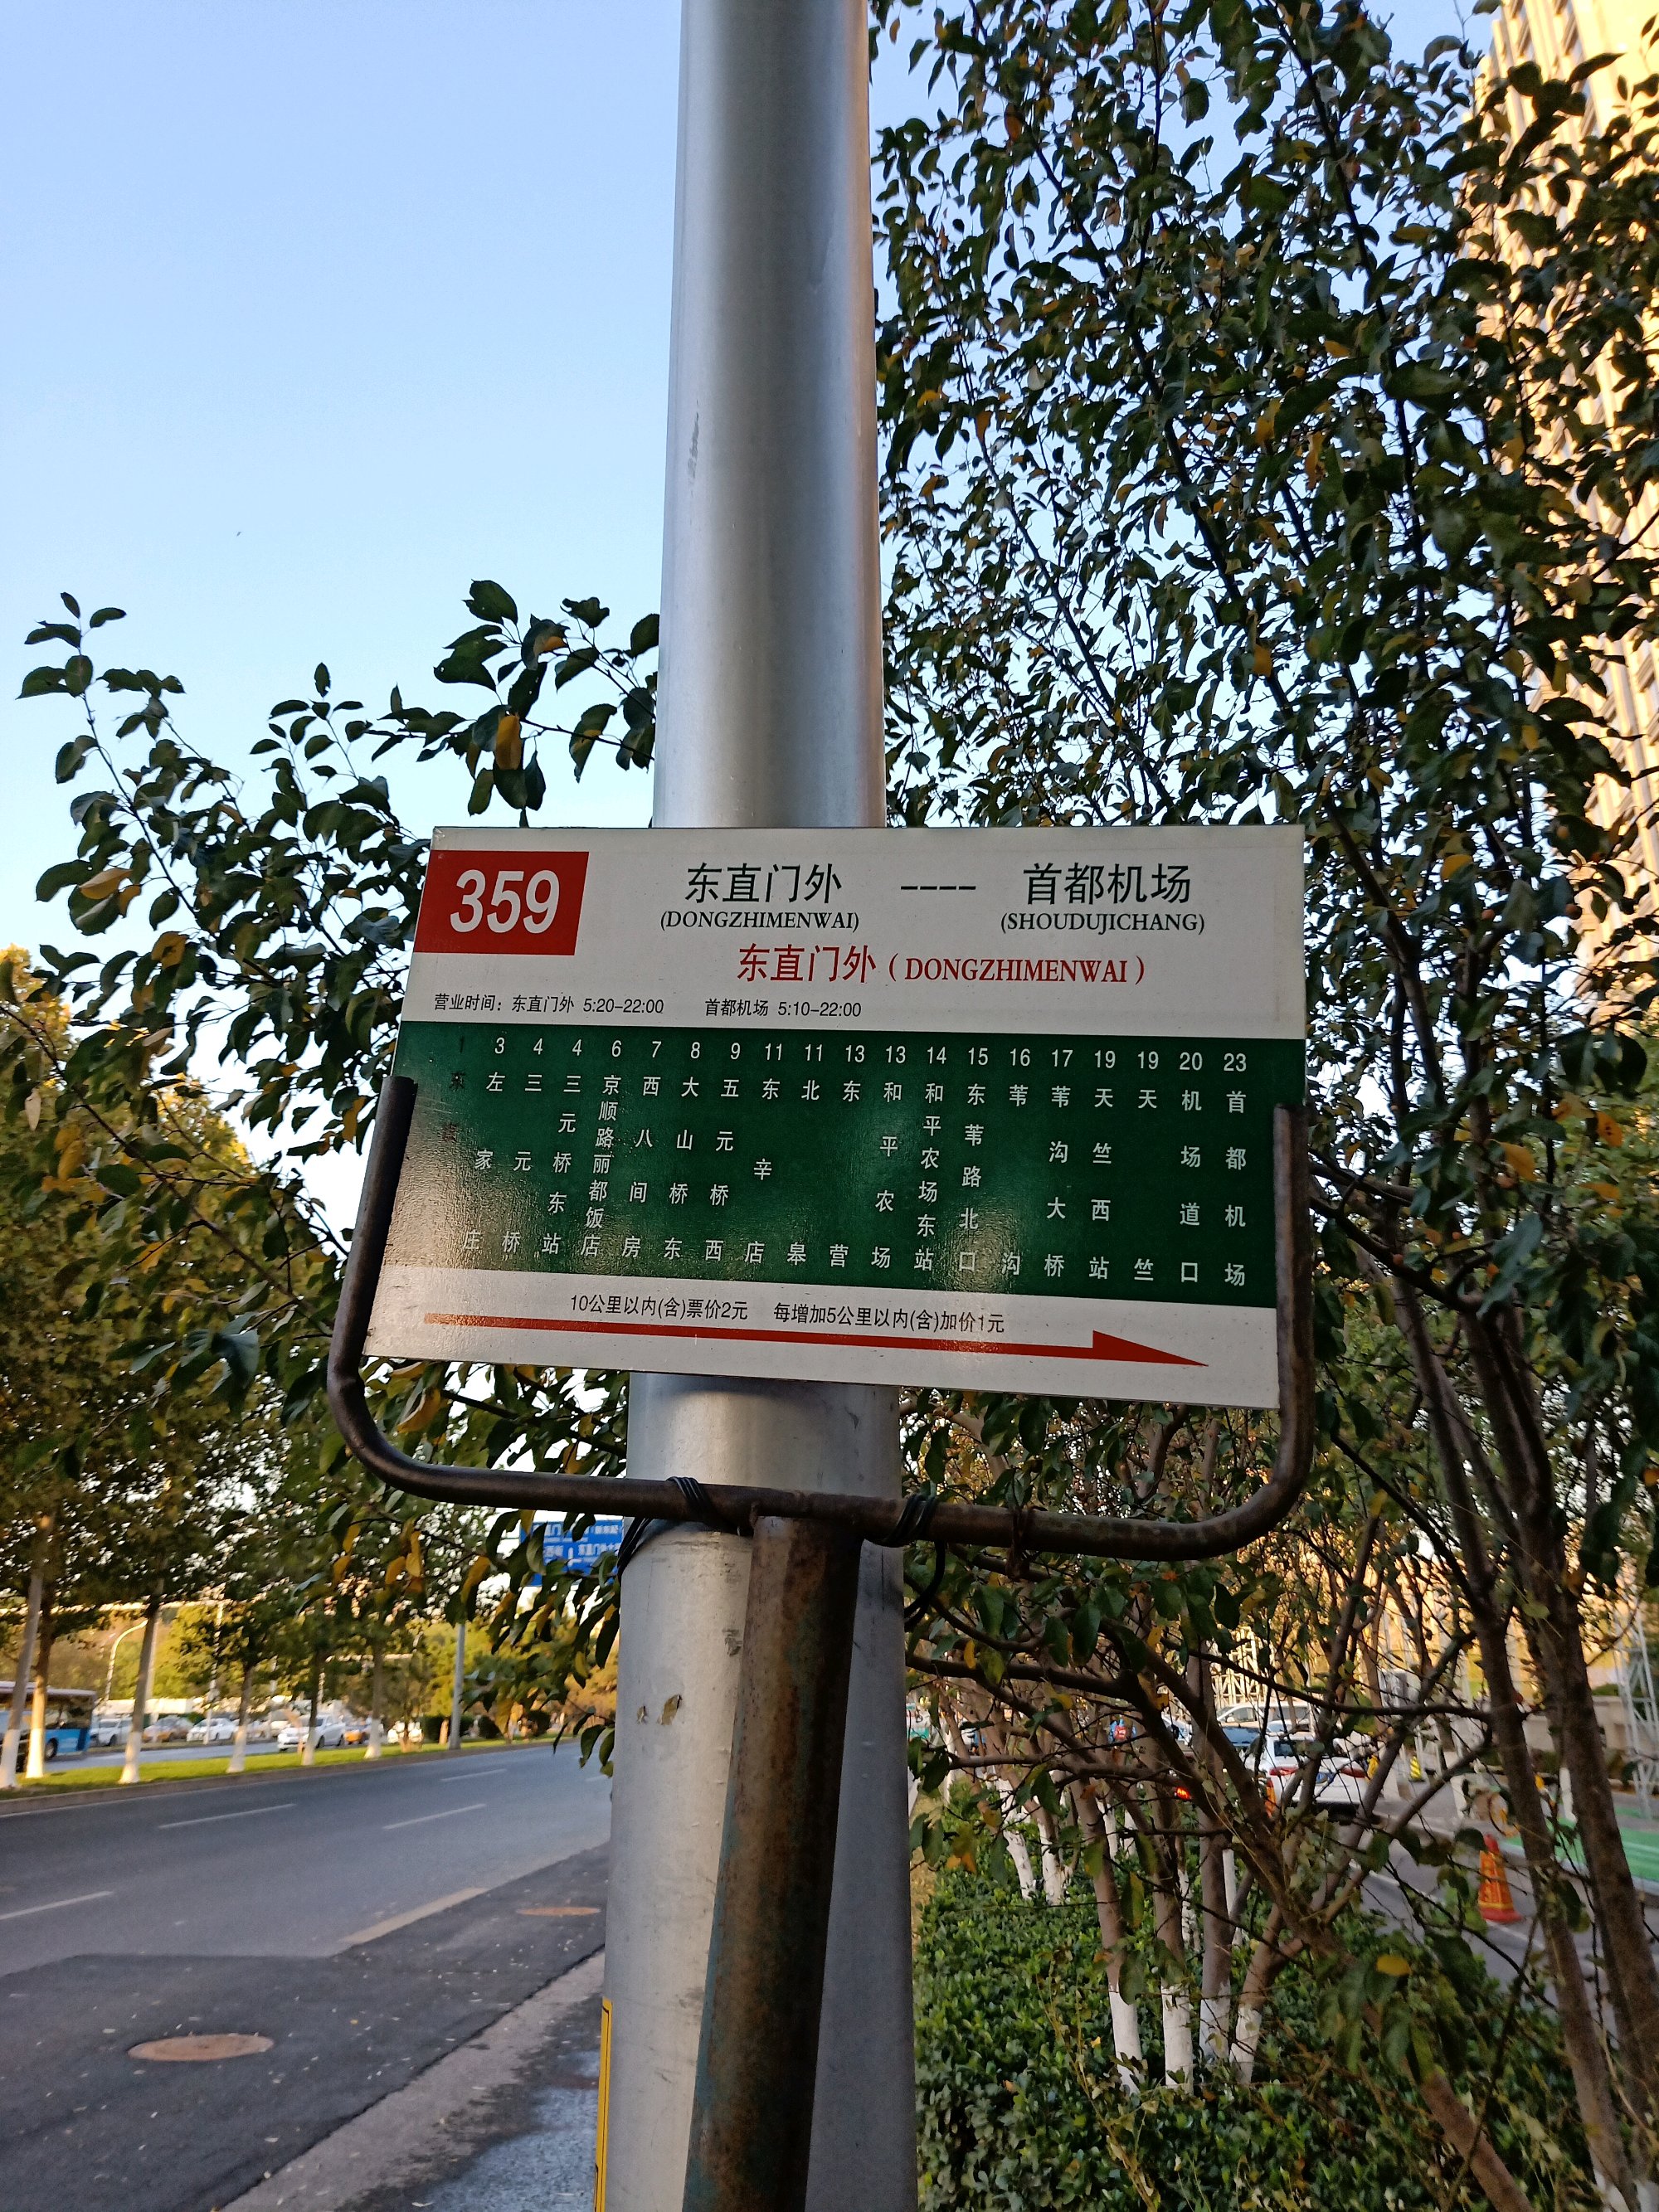 359
东直门外 ---- 首都机场
(DONGZHIMENWAI) (SHOUDUJICHANG)
东直门外（DONGZHIMENWAI）
营业时间：东直门外 5:20-22:00 首都机场 5:10-22:00
1 3 4 4 6 7 8 9 11 11 13 13 14 15 16 17 19 19 20 23
左家庄
三元桥
三元桥东站
京顺路丽都饭店
西八间房
大山桥东
五元桥西
东辛店
北皋
东营
和平农场
和平农场东站
东苇路北口
苇沟
苇沟大桥
天竺西站
天竺
机场道口
首都机场
10公里以内(含)票价2元 每增加5公里以内(含)加价1元